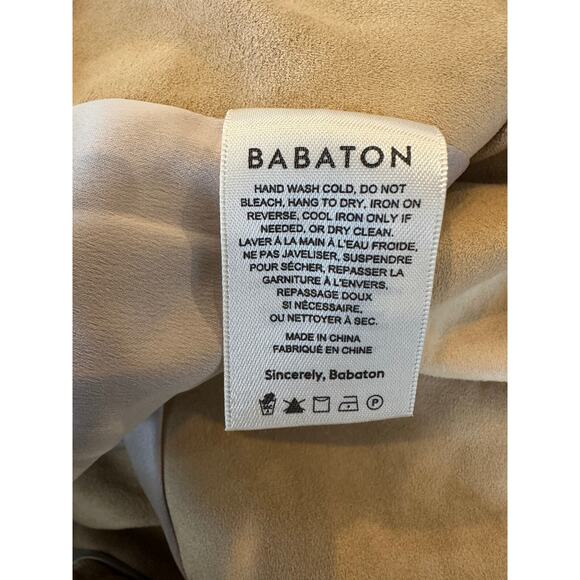 BABATON
HAND WASH COLD, DO NOT
BLEACH, HANG TO DRY, IRON ON
REVERSE, COOL IRON ONLY IF
NEEDED, OR DRY CLEAN.
LAVER À LA MAIN À L'EAU FROIDE,
NE PAS JAVELISER, SUSPENDRE
POUR SÉCHER, REPASSER LA
GARNITURE À L'ENVERS.
REPASSAGE DOUX
SI NÉCESSAIRE,
OU NETTOYER À SEC.
MADE IN CHINA
FABRIQUÉ EN CHINE
Sincerely, Babaton
P